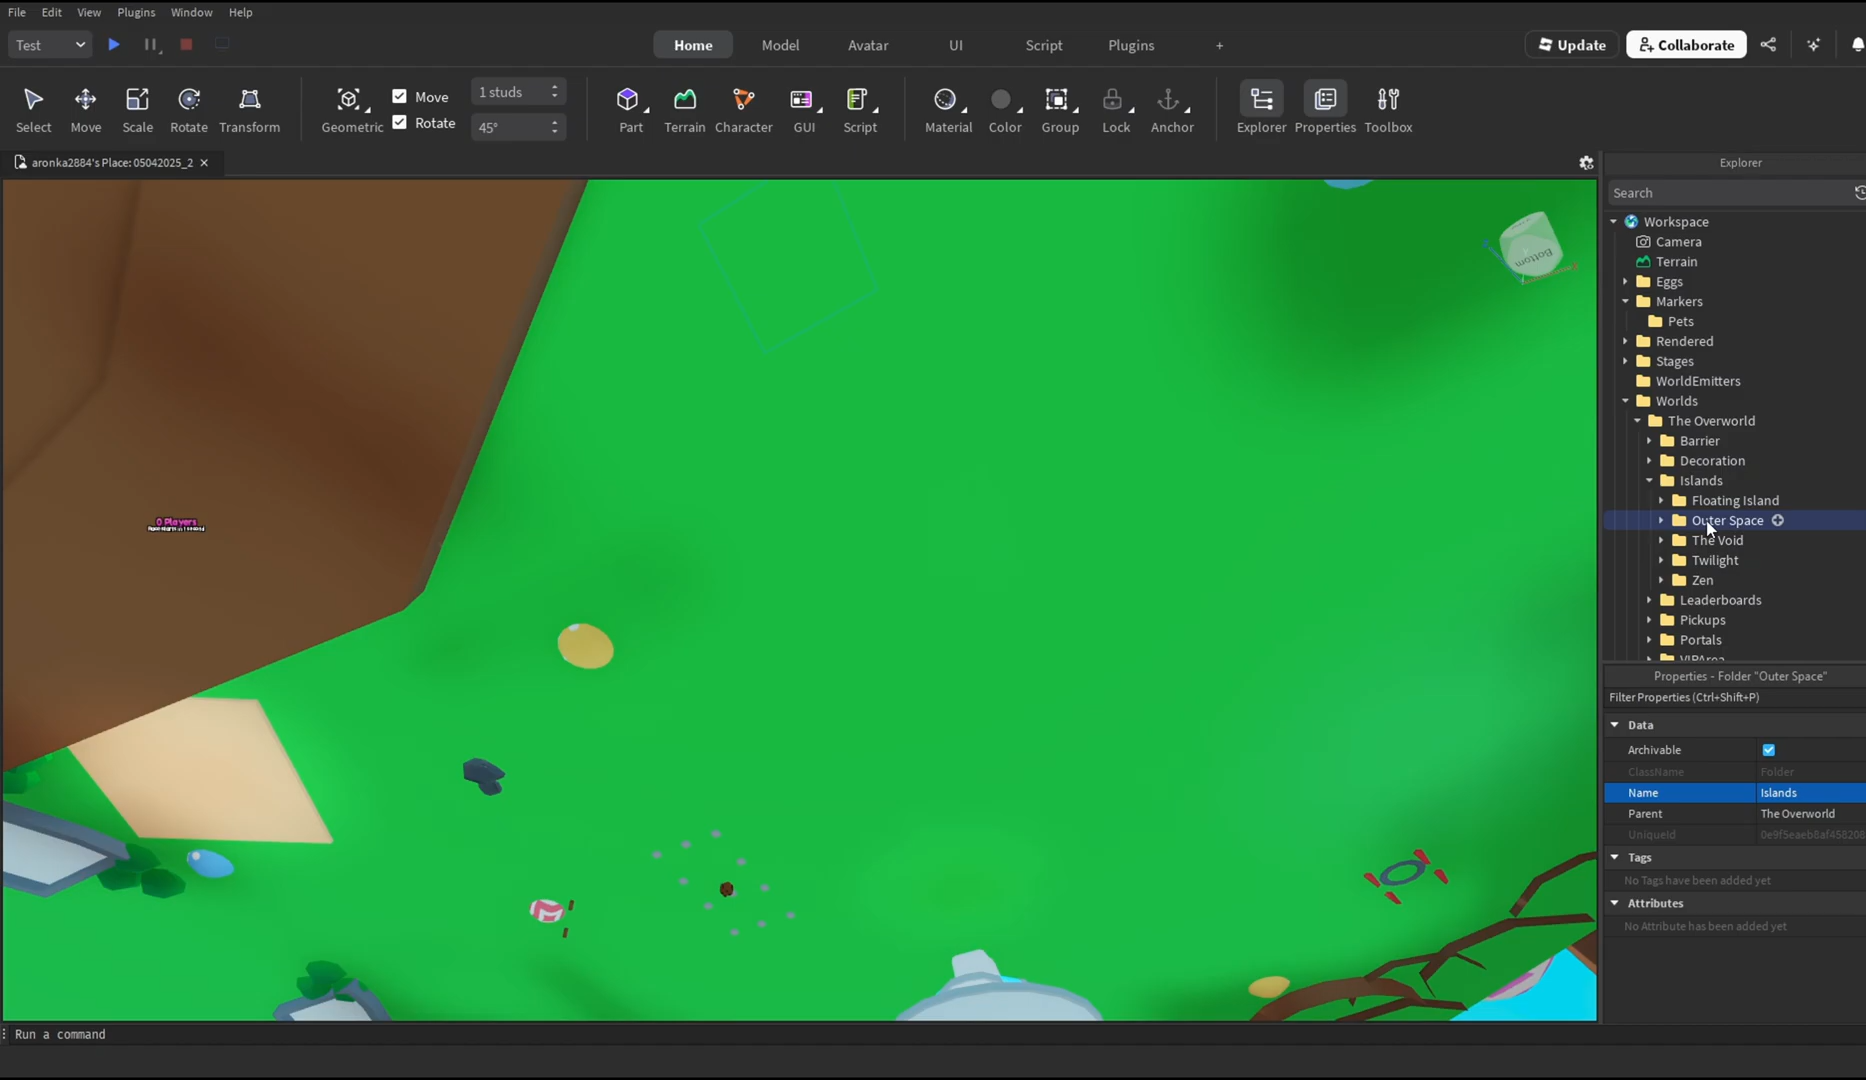 File Edit View Plugins Window Help
Test Home Model Avatar UI Script Plugins + Update Collaborate
Move 1 studs
Rotate 45°
Select Move Scale Rotate Transform Geometric Part Terrain Character GUI Script Material Color Group Lock Anchor Explorer Properties Toolbox
aronka2884's Place: 05042025_2 ×
Explorer
Search
Workspace
Camera
Terrain
Eggs
Markers
Pets
Rendered
Stages
WorldEmitters
Worlds
The Overworld
Barrier
Decoration
Islands
Floating Island
Outer Space
The Void
Twilight
Zen
Leaderboards
Pickups
Portals
VIPArea
Bottom
0 Players
Properties - Folder "Outer Space"
Filter Properties (Ctrl+Shift+P)
Data
Archivable
ClassName Folder
Name Islands
Parent The Overworld
UniqueId 0e9f5eaeb8af458208
Tags
No Tags have been added yet
Attributes
No Attribute has been added yet
Run a command